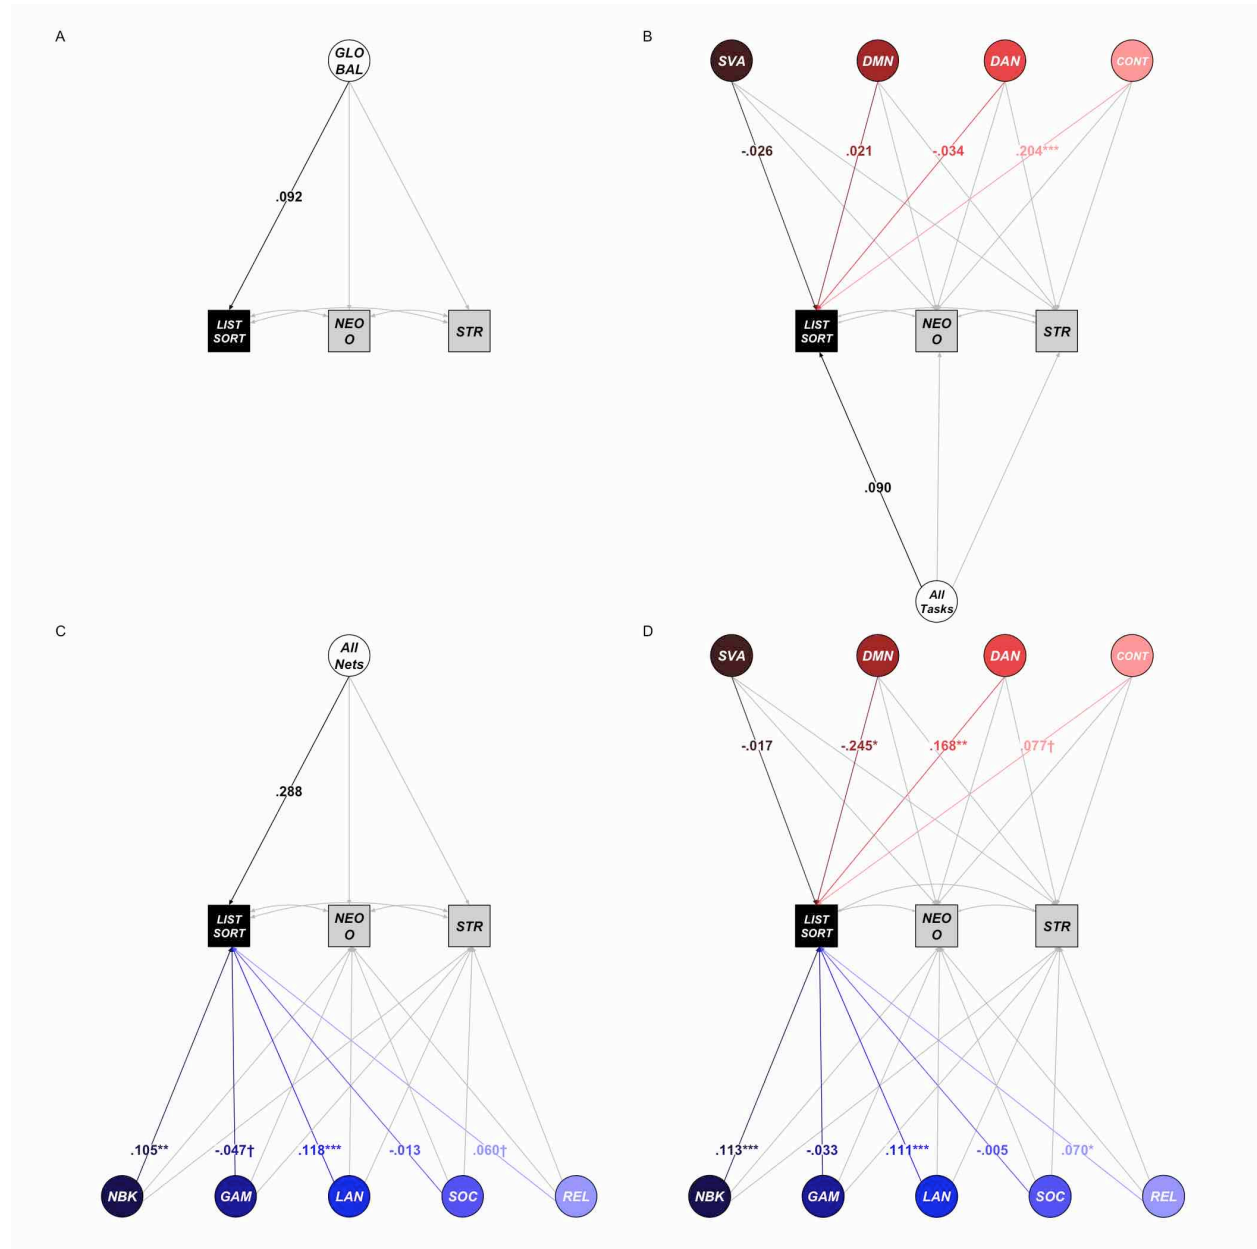 A
GLO
BAL
.092
LIST
SORT
NEO
O
STR
B
SVA
DMN
DAN
CONT
-.026
.021
-.034
.204***
LIST
SORT
NEO
O
STR
.090
All
Tasks
C
All
Nets
.288
LIST
SORT
NEO
O
STR
.105**
-.047†
.118***
-.013
.060†
NBK
GAM
LAN
SOC
REL
D
SVA
DMN
DAN
CONT
-.017
-.245*
.168**
.077†
LIST
SORT
NEO
O
STR
.113***
-.033
.111***
-.005
.070*
NBK
GAM
LAN
SOC
REL